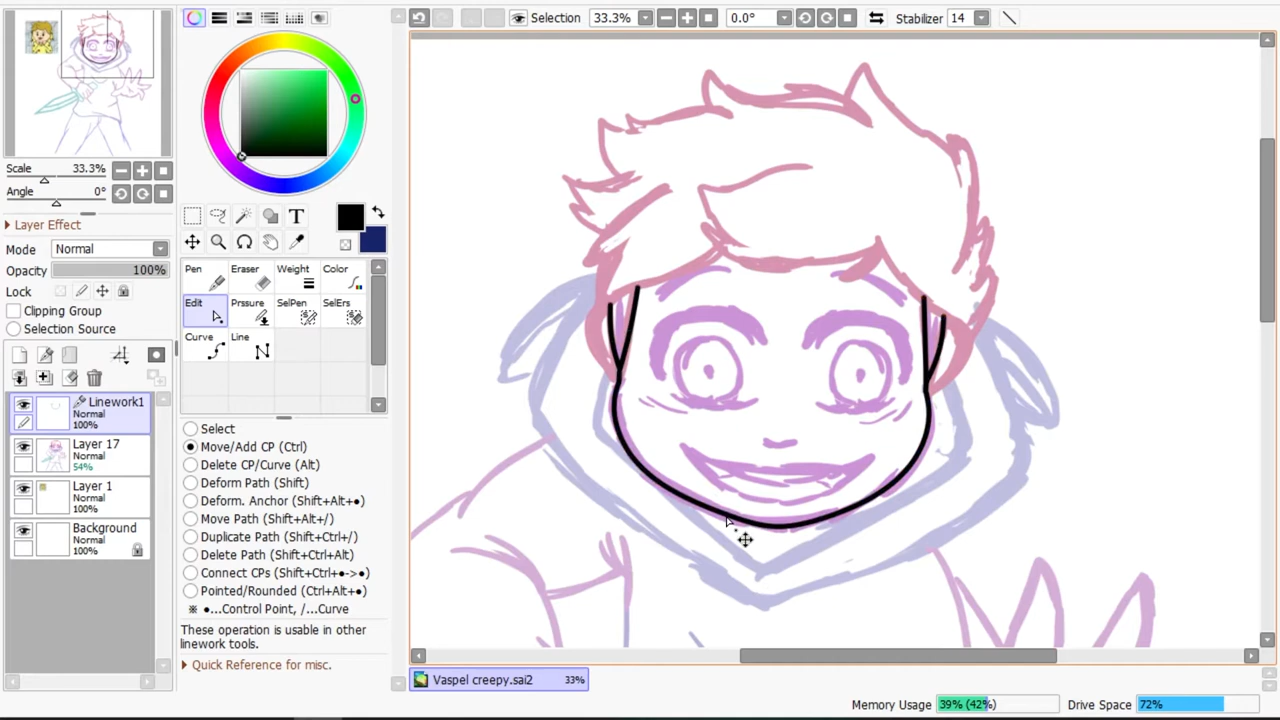 Selection 33.3% 0.0° Stabilizer 14
Scale 33.3%
Angle 0°
Layer Effect
Mode Normal
Opacity 100%
Lock
Clipping Group
Selection Source
Linework1
Normal
100%
Layer 17
Normal
54%
Layer 1
Normal
100%
Background
Normal
100%
T
Pen Eraser Weight Color
Edit Prssure SelPen SelErs
Curve Line
Select
Move/Add CP (Ctrl)
Delete CP/Curve (Alt)
Deform Path (Shift)
Deform. Anchor (Shift+Alt+●)
Move Path (Shift+Alt+/)
Duplicate Path (Shift+Ctrl+/)
Delete Path (Shift+Ctrl+Alt)
Connect CPs (Shift+Ctrl+●->●)
Pointed/Rounded (Ctrl+Alt+●)
※ ●...Control Point, /...Curve
These operation is usable in other
linework tools.
Quick Reference for misc.
Vaspel creepy.sai2 33%
Memory Usage 39% (42%) Drive Space 72%